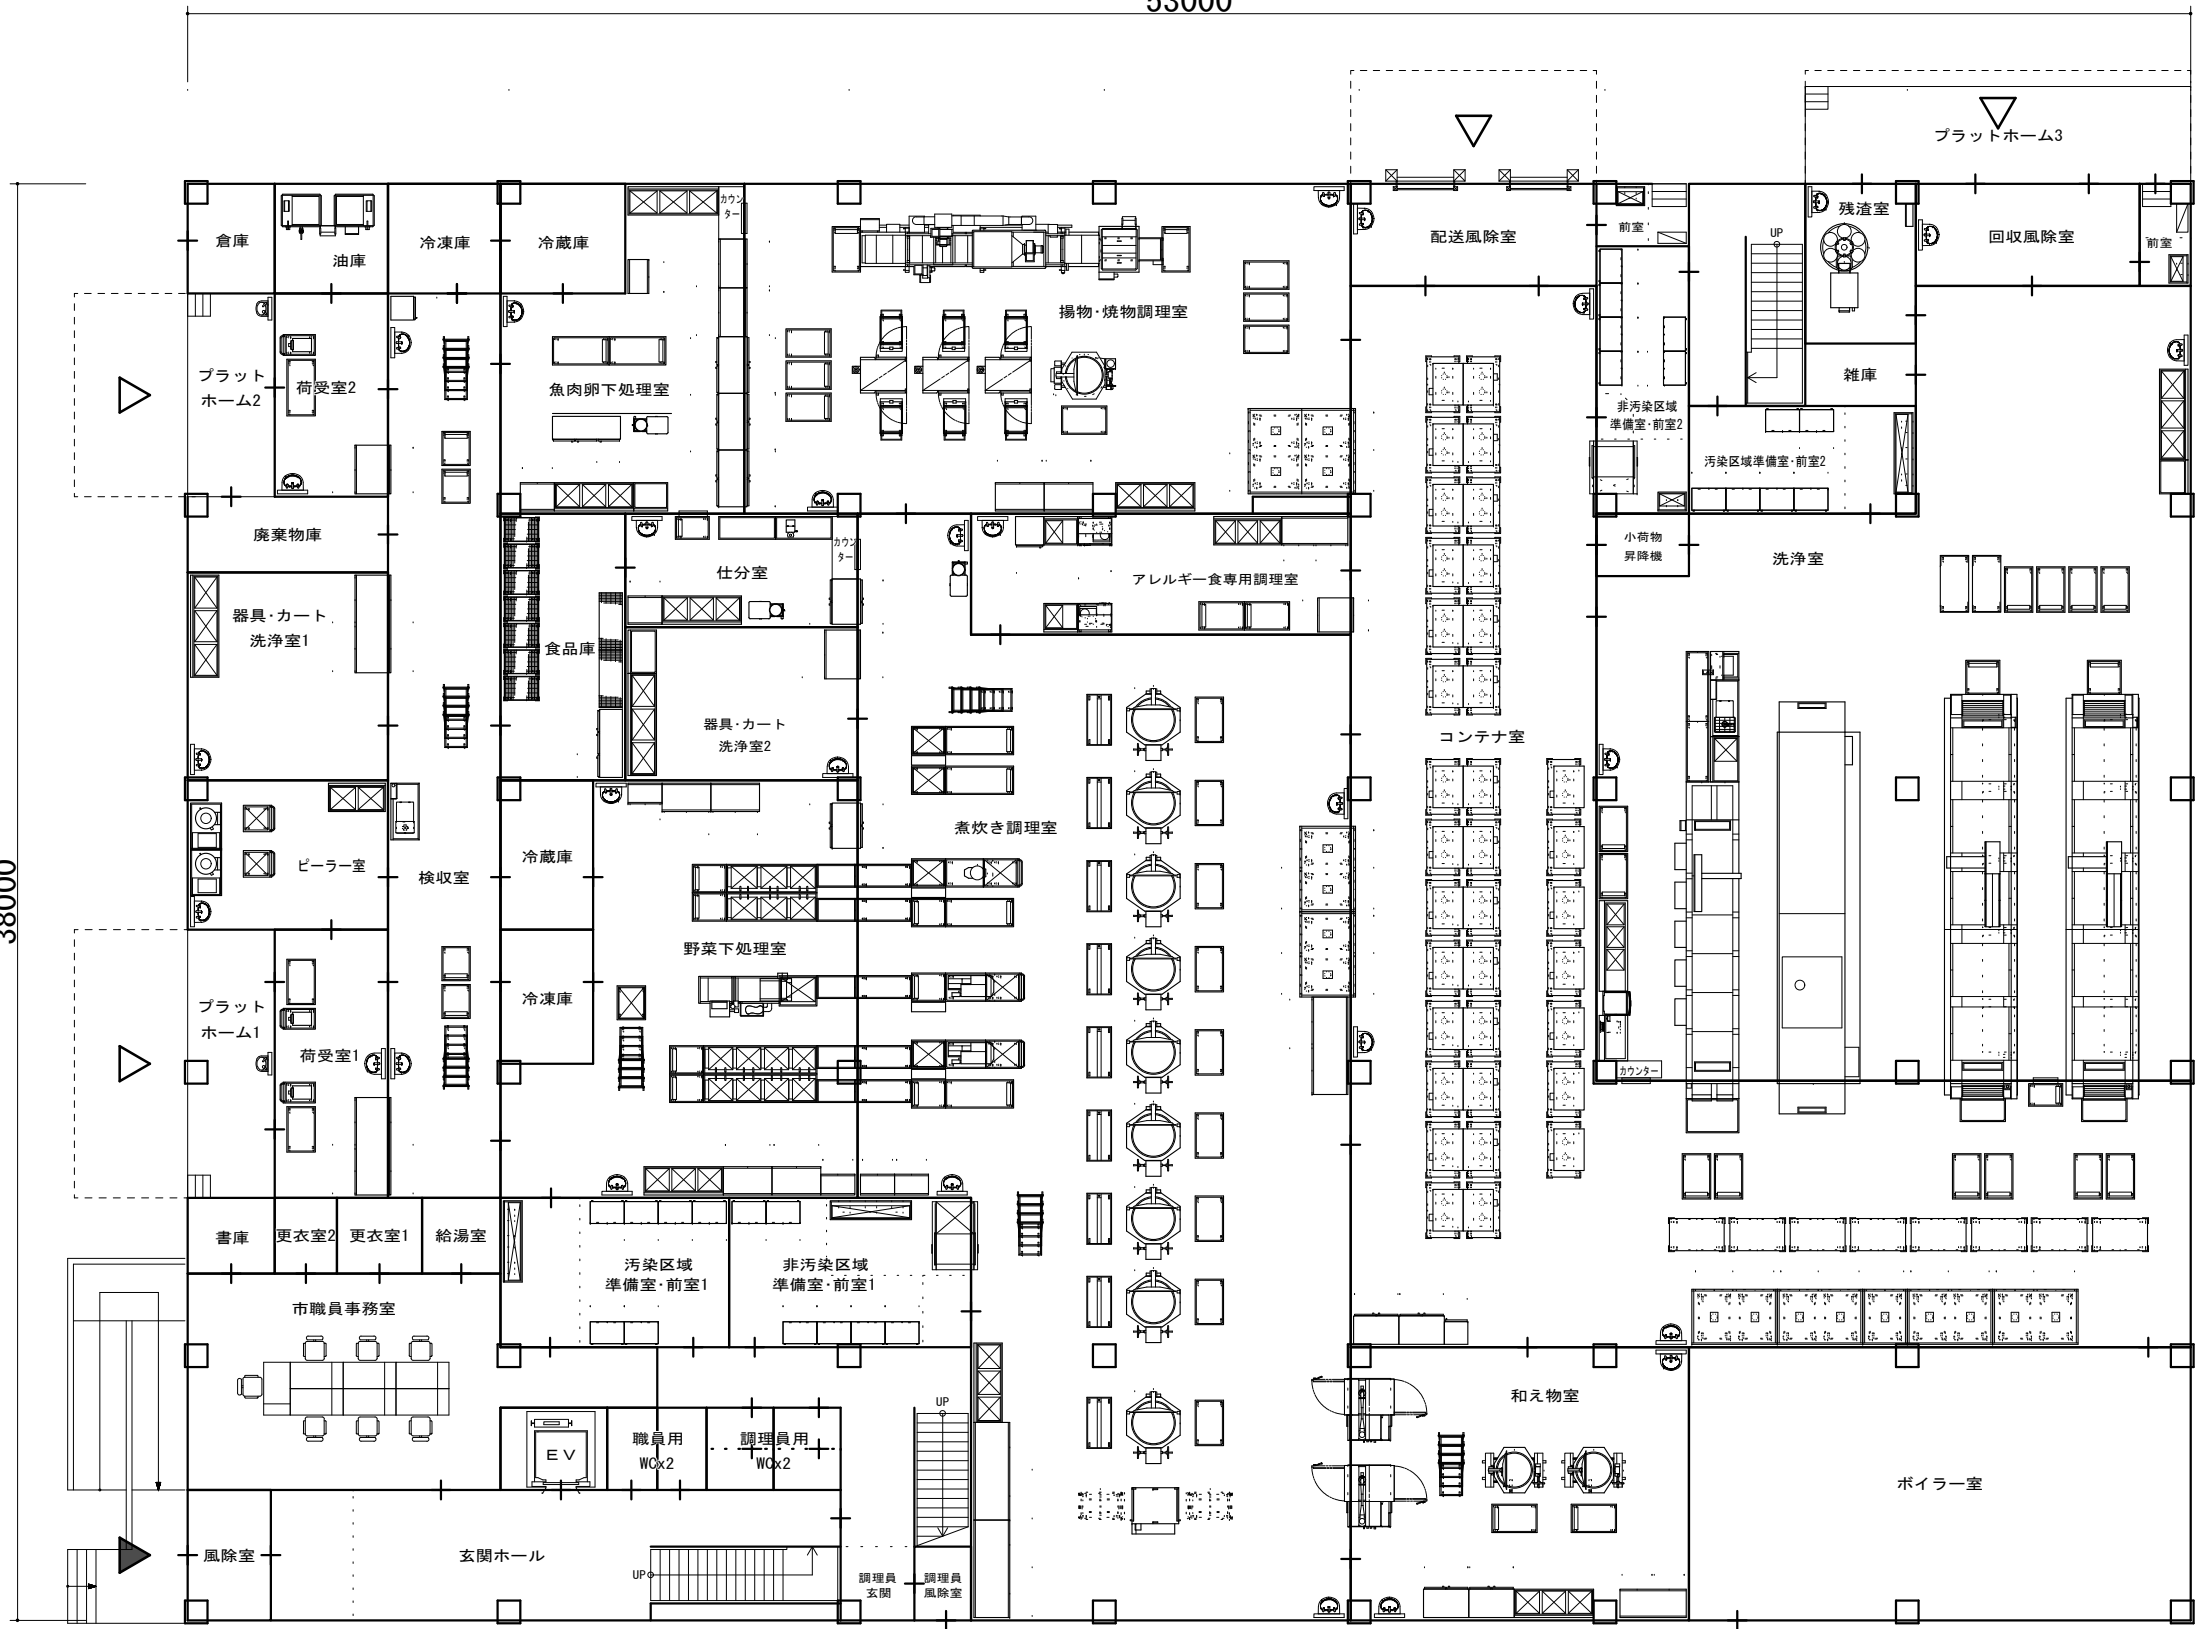 53000
38000
プラットホーム3
倉庫
油庫
冷凍庫
冷蔵庫
カウン
ター
揚物・焼物調理室
配送風除室
前室
UP
残渣室
回収風除室
前室
プラット
ホーム2
荷受室2
魚肉卵下処理室
雑庫
非汚染区域
準備室・前室2
汚染区域準備室・前室2
廃棄物庫
仕分室
カウン
ター
アレルギー食専用調理室
小荷物
昇降機
洗浄室
器具・カート
洗浄室1
食品庫
器具・カート
洗浄室2
コンテナ室
煮炊き調理室
ピーラー室
検収室
冷蔵庫
野菜下処理室
冷凍庫
プラット
ホーム1
荷受室1
カウンター
書庫
更衣室2
更衣室1
給湯室
汚染区域
準備室・前室1
非汚染区域
準備室・前室1
市職員事務室
EV
職員用
WCx2
調理員用
WCx2
UP
和え物室
ボイラー室
風除室
玄関ホール
UP
調理員
玄関
調理員
風除室